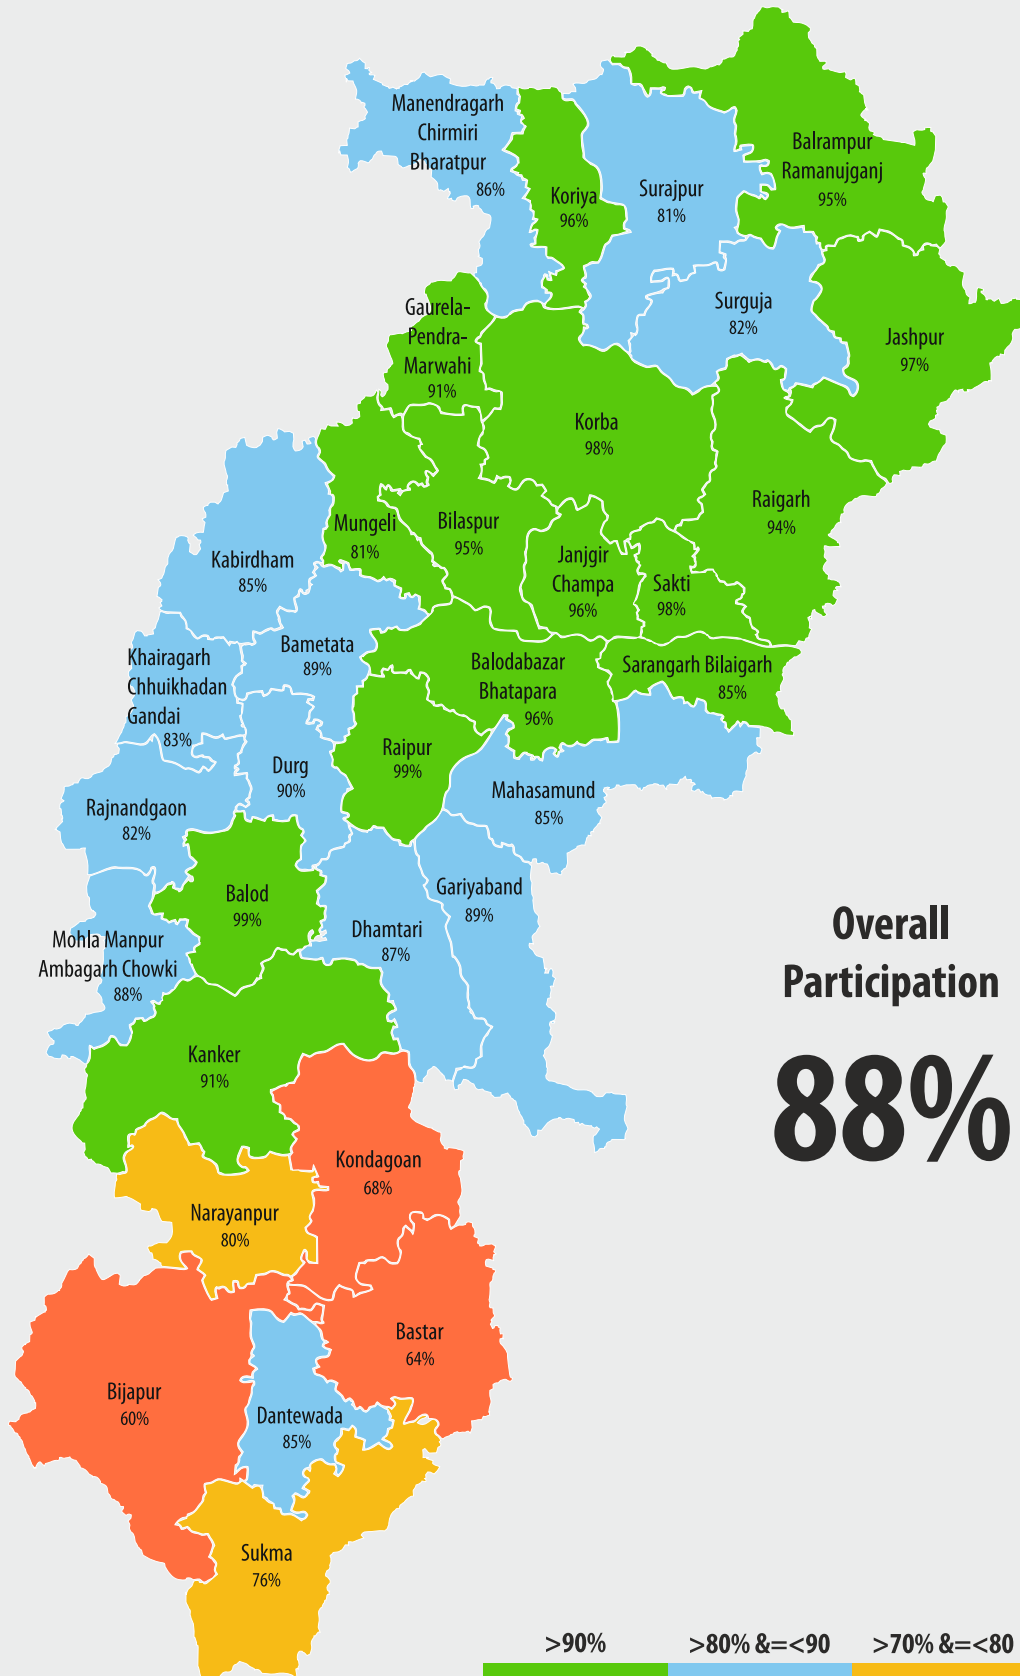 Manendragarh
Chirmiri
Bharatpur
86%
Koriya
96%
Surajpur
81%
Balrampur
Ramanujganj
95%
Surguja
82%
Jashpur
97%
Gaurela-
Pendra-
Marwahi
91%
Korba
98%
Raigarh
94%
Mungeli
81%
Bilaspur
95%
Janjgir
Champa
96%
Sakti
98%
Kabirdham
85%
Bametata
89%
Khairagarh
Chhuikhadan
Gandai
83%
Balodabazar
Bhatapara
96%
Sarangarh Bilaigarh
85%
Raipur
99%
Durg
90%
Mahasamund
85%
Rajnandgaon
82%
Balod
99%
Gariyaband
89%
Dhamtari
87%
Mohla Manpur
Ambagarh Chowki
88%
Overall
Participation
88%
Kanker
91%
Kondagoan
68%
Narayanpur
80%
Bastar
64%
Bijapur
60%
Dantewada
85%
Sukma
76%
>90%
>80% &=<90
>70% &=<80